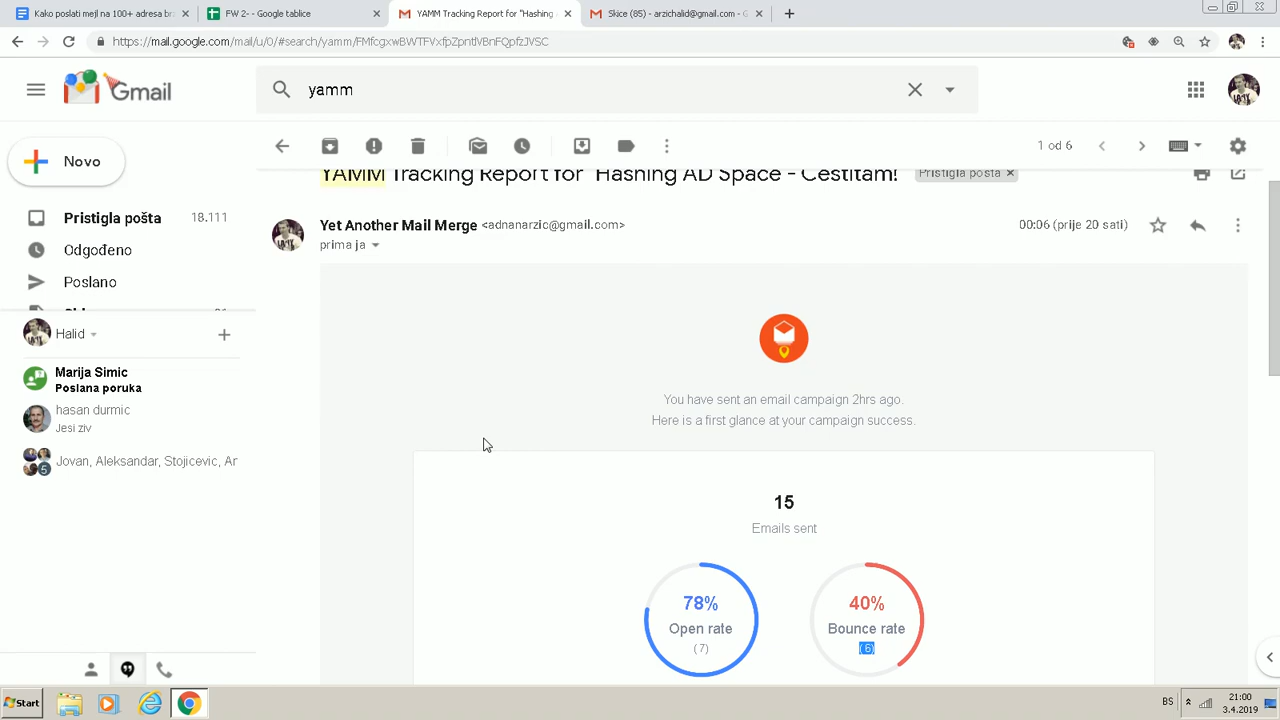 Kako poslati mejl na 100+ adresa br
FW 2- - Google tablice
YAMM Tracking Report for "Hashing
Skice (85) - arzichalid@gmail.com - G
https://mail.google.com/mail/u/0/#search/yamm/FMfcgxwBWTFVxfpZpntlVBnFQpfzJVSC
Gmail
yamm
Novo
1 od 6
YAMM Tracking Report for "Hashing AD Space - Čestitam!
Pristigla pošta
Pristigla pošta 18.111
Yet Another Mail Merge <adnanarzic@gmail.com>
00:06 (prije 20 sati)
prima ja
Odgođeno
Poslano
Halid
Marija Simic
Poslana poruka
hasan durmic
Jesi ziv
Jovan, Aleksandar, Stojicevic, Ar
5
You have sent an email campaign 2hrs ago.
Here is a first glance at your campaign success.
15
Emails sent
78%
Open rate
(7)
40%
Bounce rate
(6)
Start
BS
21:00
3.4.2019